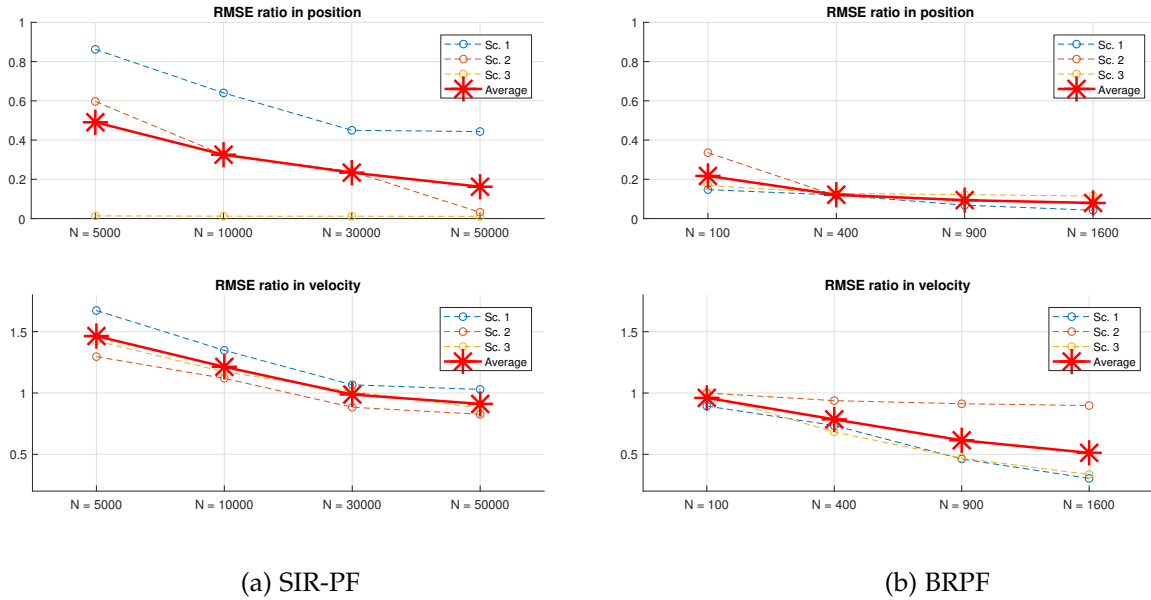 RMSE ratio in position
1
0.8
0.6
0.4
0.2
0
N = 5000 N = 10000 N = 30000 N = 50000
Sc. 1
Sc. 2
Sc. 3
Average
RMSE ratio in velocity
1.5
1
0.5
N = 5000 N = 10000 N = 30000 N = 50000
Sc. 1
Sc. 2
Sc. 3
Average
(a) SIR-PF
RMSE ratio in position
1
0.8
0.6
0.4
0.2
0
N = 100 N = 400 N = 900 N = 1600
Sc. 1
Sc. 2
Sc. 3
Average
RMSE ratio in velocity
1.5
1
0.5
N = 100 N = 400 N = 900 N = 1600
Sc. 1
Sc. 2
Sc. 3
Average
(b) BRPF